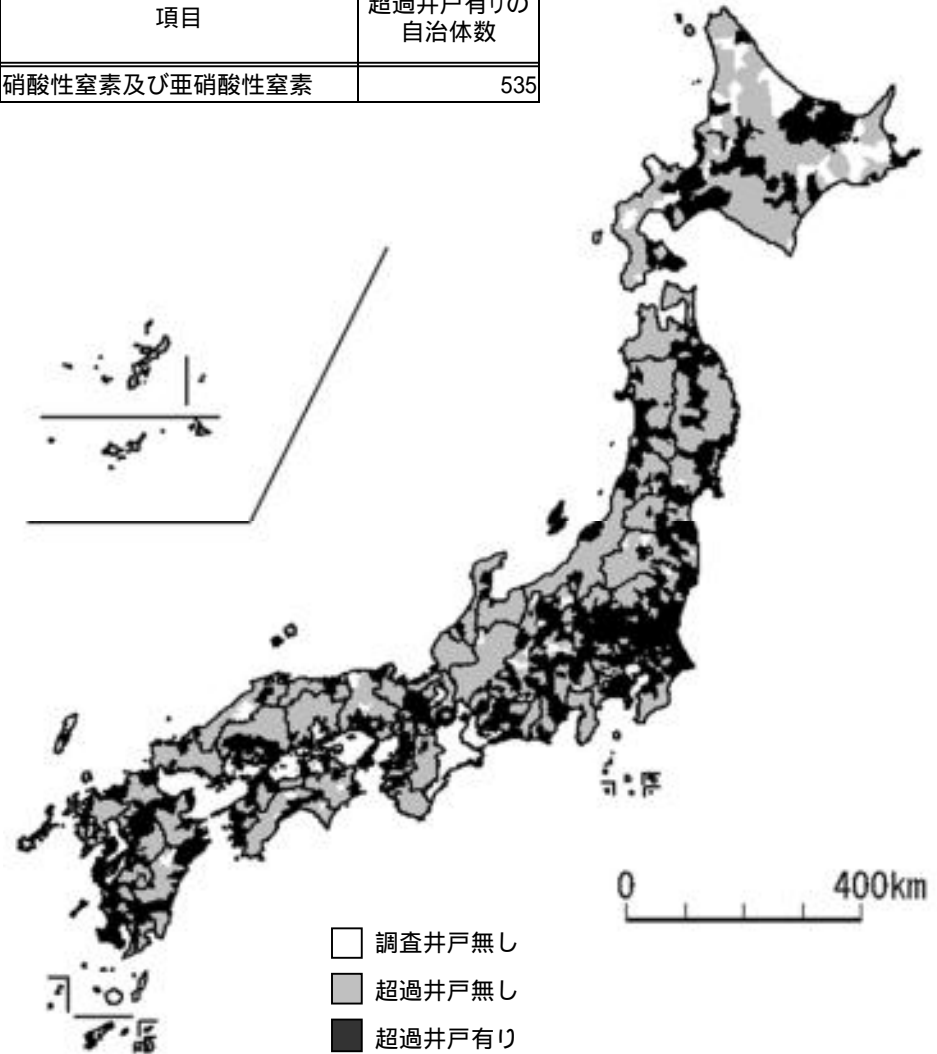 項目
超過井戸有りの
自治体数
硝酸性窒素及び亜硝酸性窒素
535
0
400km
調査井戸無し
超過井戸無し
超過井戸有り